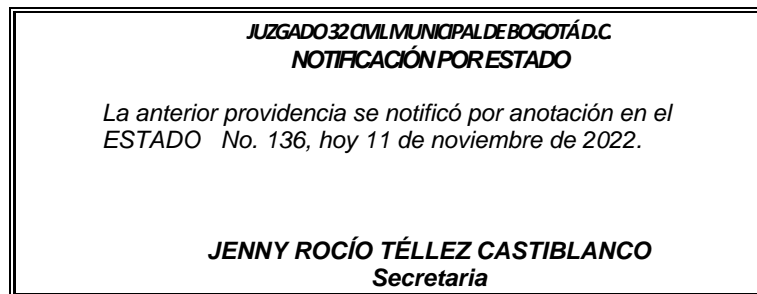 JUZGADO 32 CIVIL MUNICIPAL DE BOGOTÁ D.C.
NOTIFICACIÓN POR ESTADO
La anterior providencia se notificó por anotación en el
ESTADO No. 136, hoy 11 de noviembre de 2022.
JENNY ROCÍO TÉLLEZ CASTIBLANCO
Secretaria